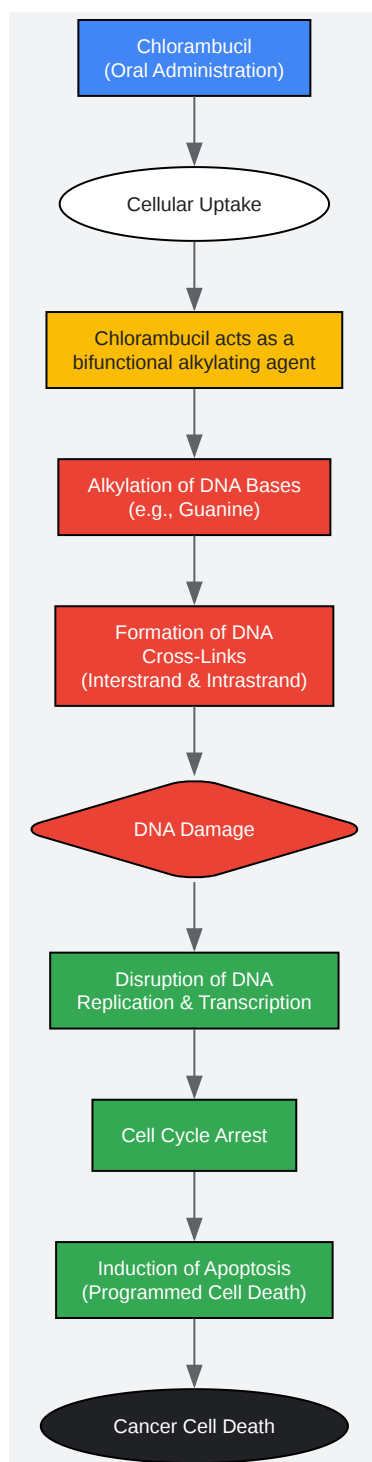 Chlorambucil
(Oral Administration)
Cellular Uptake
Chlorambucil acts as a
bifunctional alkylating agent
Alkylation of DNA Bases
(e.g., Guanine)
Formation of DNA
Cross-Links
(Interstrand & Intrastrand)
DNA Damage
Disruption of DNA
Replication & Transcription
Cell Cycle Arrest
Induction of Apoptosis
(Programmed Cell Death)
Cancer Cell Death